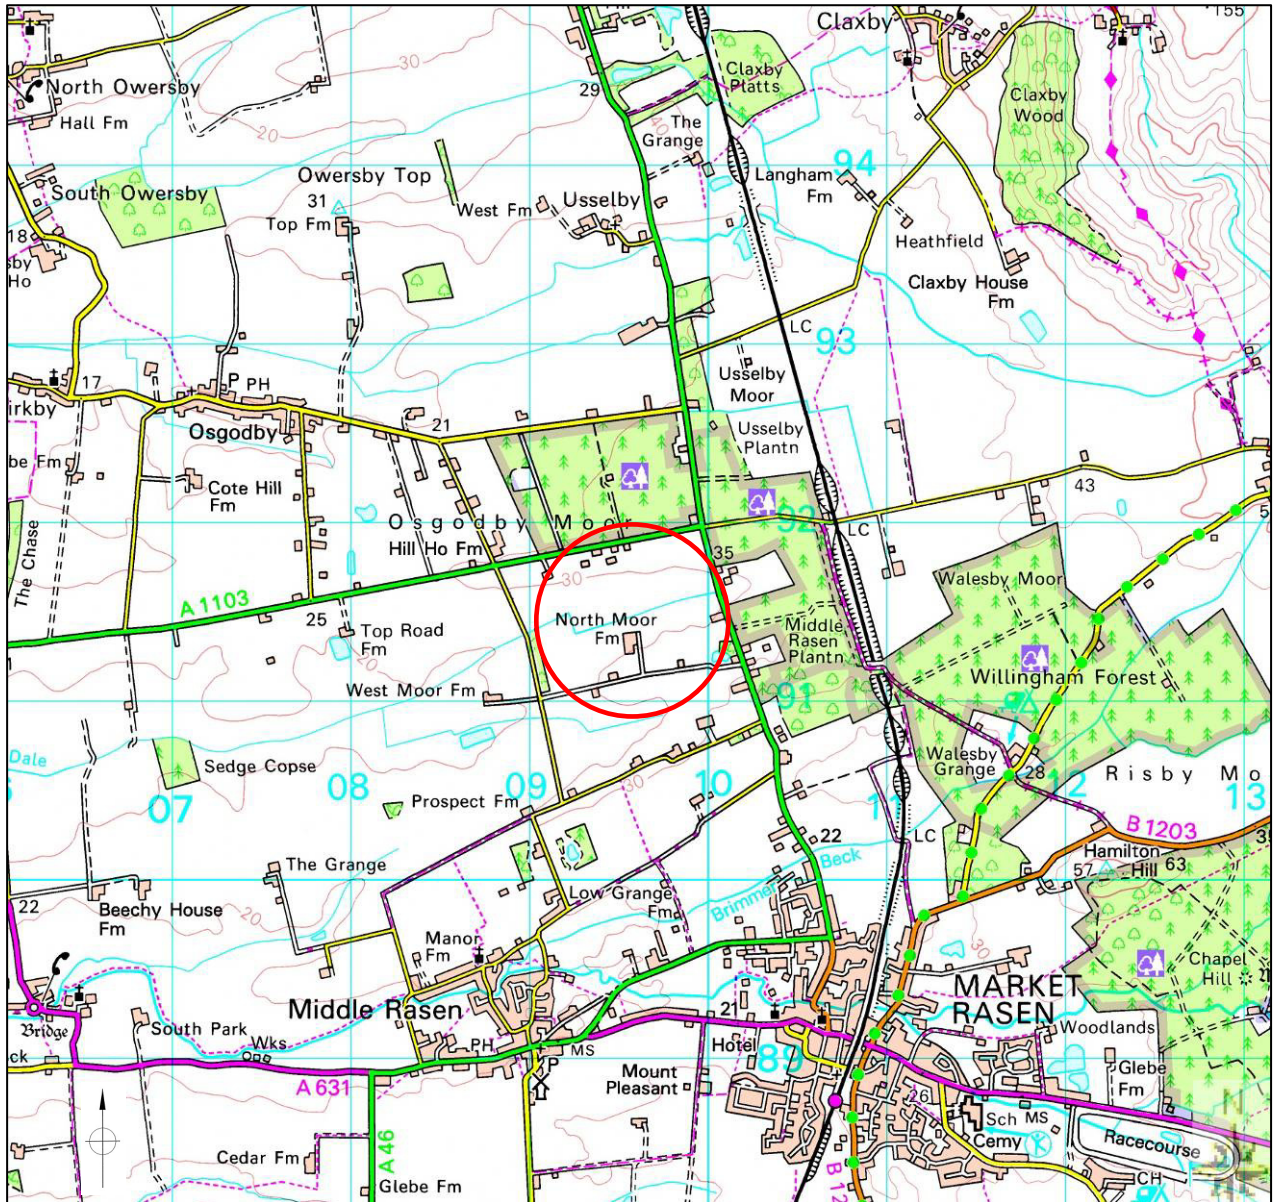 155
Claxby
30
North Owersby
Hall Fm
29
Claxby
Platts
Claxby
Wood
20
40
The
Grange
94
Langham
Fm
South Owersby
Owersby Top
31
Top Fm
West Fm
Usselby
18
Ho
Heathfield
Claxby House
Fm
LC
93
17
P PH
Usselby
Moor
Osgodby
21
Usselby
Plantn
Cote Hill
Fm
43
Osgodby Moor
92
LC
Hill Ho Fm
35
The Chase
30
Walesby Moor
A 1103
25
Top Road
Fm
20
North Moor
Fm
Middle
Rasen
Plantn
Willingham Forest
West Moor Fm
91
Dale
Sedge Copse
30
Walesby
Grange
28
07
08
09
10
11
12
13
Risby Mo
Prospect Fm
B 1203
22
LC
The Grange
Hamilton
Hill
63
57
Brimmer Beck
22
Beechy House
Fm
20
Low Grange
Fm
30
Manor
Fm
Chapel
Hill
Middle Rasen
MARKET
RASEN
21
Bridge
South Park
Wks
PH
MS
P
Hotel
89
Woodlands
A 631
Mount
Pleasant
Glebe
Fm
26
Sch
MS
Cemy
Racecourse
Cedar Fm
A 46
Glebe Fm
CH
B 12